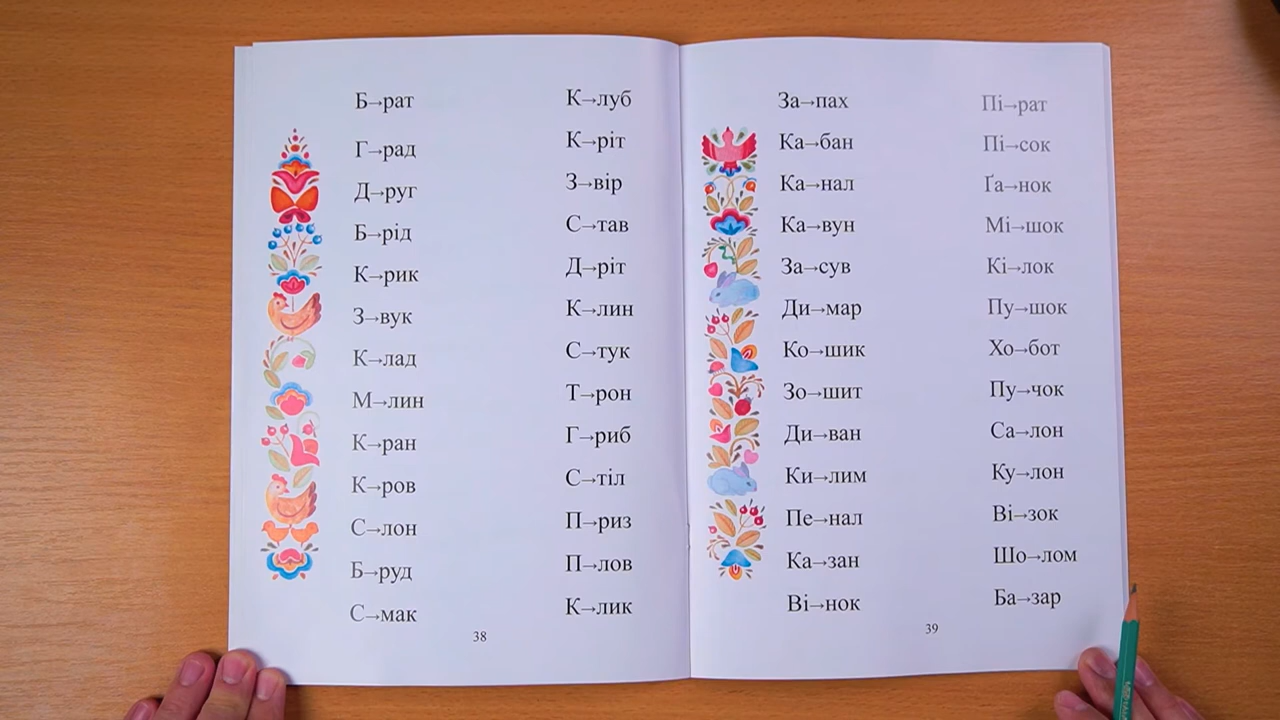 Б→рат
Г→рад
Д→руг
Б→рід
К→рик
З→вук
К→лад
М→лин
К→ран
К→ров
С→лон
Б→руд
С→мак
К→луб
К→ріт
З→вір
С→тав
Д→ріт
К→лин
С→тук
Т→рон
Г→риб
С→тіл
П→риз
П→лов
К→лик
38
За→пах
Ка→бан
Ка→нал
Ка→вун
За→сув
Ди→мар
Ко→шик
Зо→шит
Ди→ван
Ки→лим
Пе→нал
Ка→зан
Ві→нок
Пі→рат
Пі→сок
Ґа→нок
Мі→шок
Кі→лок
Пу→шок
Хо→бот
Пу→чок
Са→лон
Ку→лон
Ві→зок
Шо→лом
Ба→зар
39